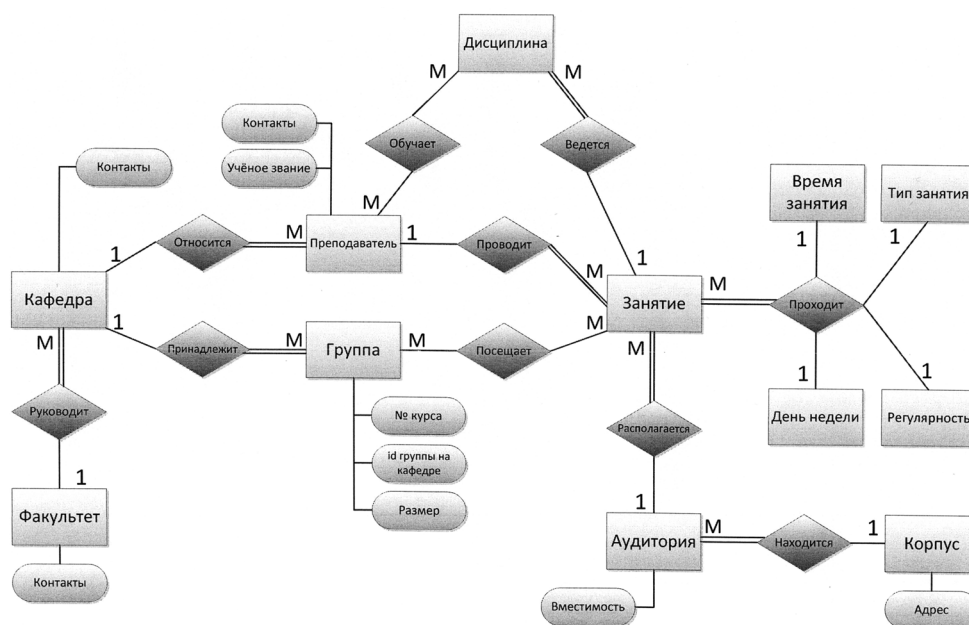 Дисциплина
М
М
Контакты
Обучает
Ведется
Контакты
Учёное звание
Время
занятия
Тип занятия
М
1
1
Относится
М
Преподаватель
1
Проводит
М
1
1
М
Кафедра
Занятие
Проходит
1
М
М
Принадлежит
М
Группа
М
Посещает
М
1
1
Руководит
№ курса
Располагается
День недели
Регулярность
id группы на
кафедре
1
Размер
1
Факультет
Аудитория
М
Находится
1
Корпус
Контакты
Вместимость
Адрес